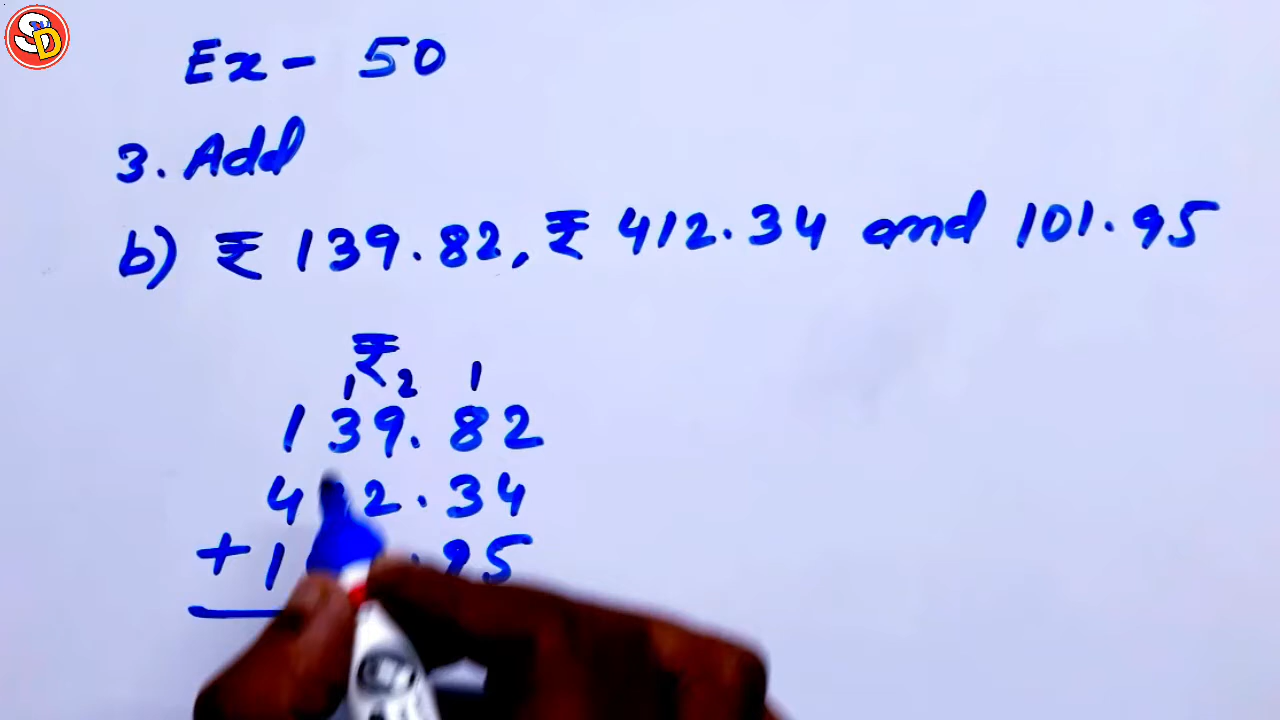 SD
Ex - 50
3. Add
b) ₹ 139.82, ₹ 412.34 and 101.95
₹
1 2 1
139.82
4 2.34
+ 1 .95